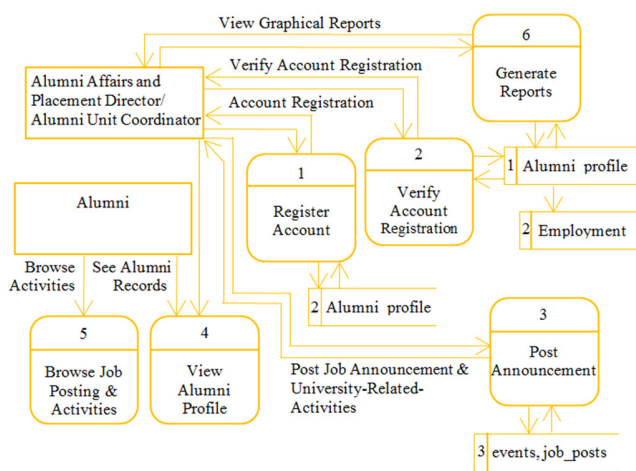 View Graphical Reports
6
Generate
Reports
Verify Account Registration
Alumni Affairs and
Placement Director/
Alumni Unit Coordinator
Account Registration
2
Verify
Account
Registration
1 Alumni profile
1
Register
Account
Alumni
2 Employment
Browse
Activities
See Alumni
Records
2 Alumni profile
5
Browse Job
Posting &
Activities
4
View
Alumni
Profile
3
Post
Announcement
Post Job Announcement &
University-Related-
Activities
3 events, job_posts